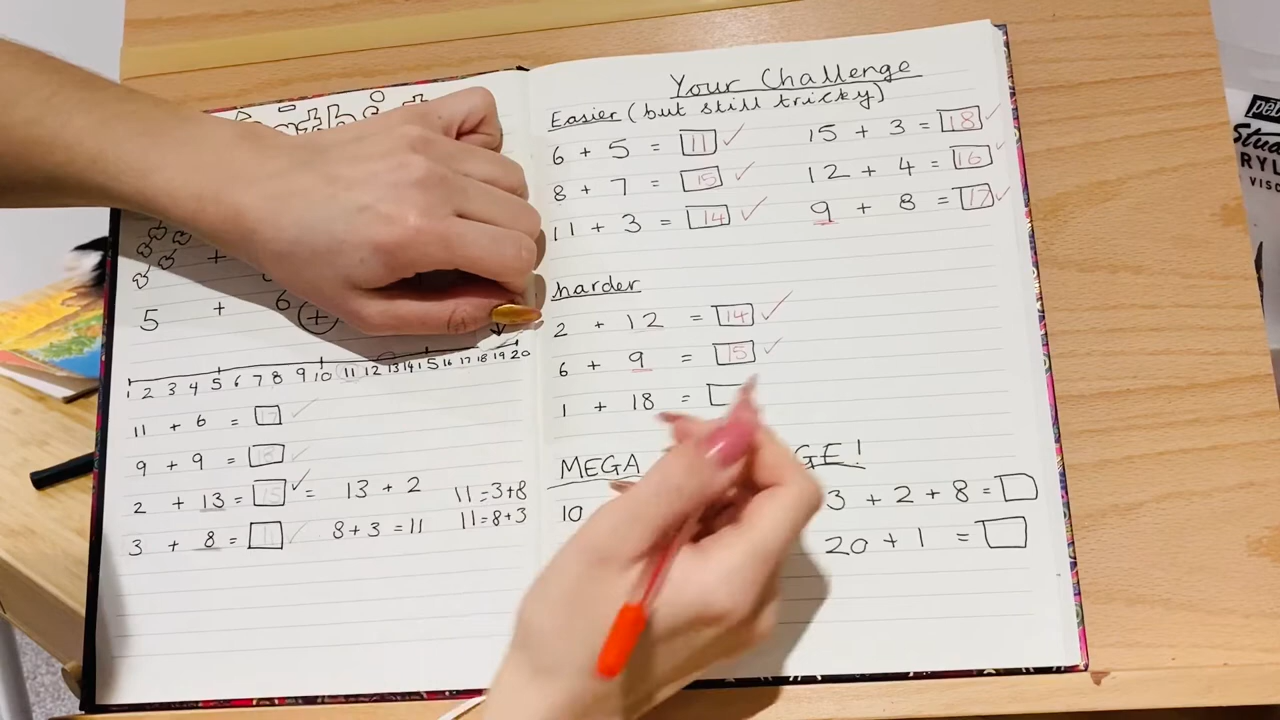 5 + 6
1 2 3 4 5 6 7 8 9 10 11 12 13 14 15 16 17 18 19 20
11 + 6 = 17
9 + 9 = 18
2 + 13 = 15 = 13 + 2
3 + 8 = 11 8 + 3 = 11
11 = 3 + 8
11 = 8 + 3
Your Challenge
Easier (but still tricky)
6 + 5 = 11
8 + 7 = 15
11 + 3 = 14
15 + 3 = 18
12 + 4 = 16
9 + 8 = 17
harder
2 + 12 = 14
6 + 9 = 15
1 + 18 =
MEGA GE!
10
3 + 2 + 8 =
20 + 1 =